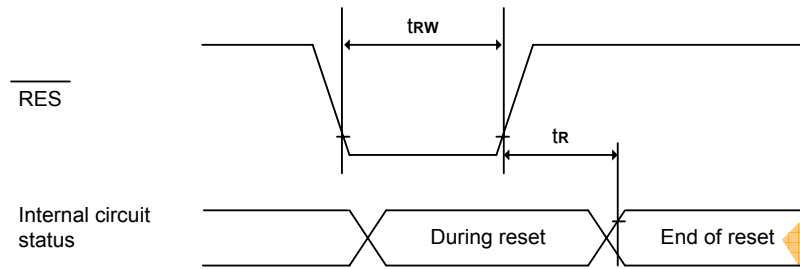 tRW
RES
tR
Internal circuit
status
During reset
End of reset